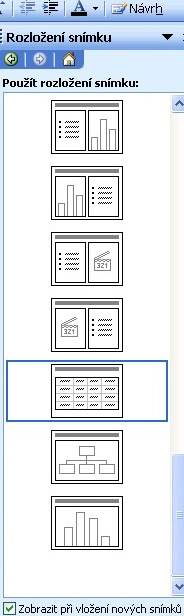 A
Návrh
Rozložení snímku
Použít rozložení snímku:
321
321
Zobrazit při vložení nových snímků